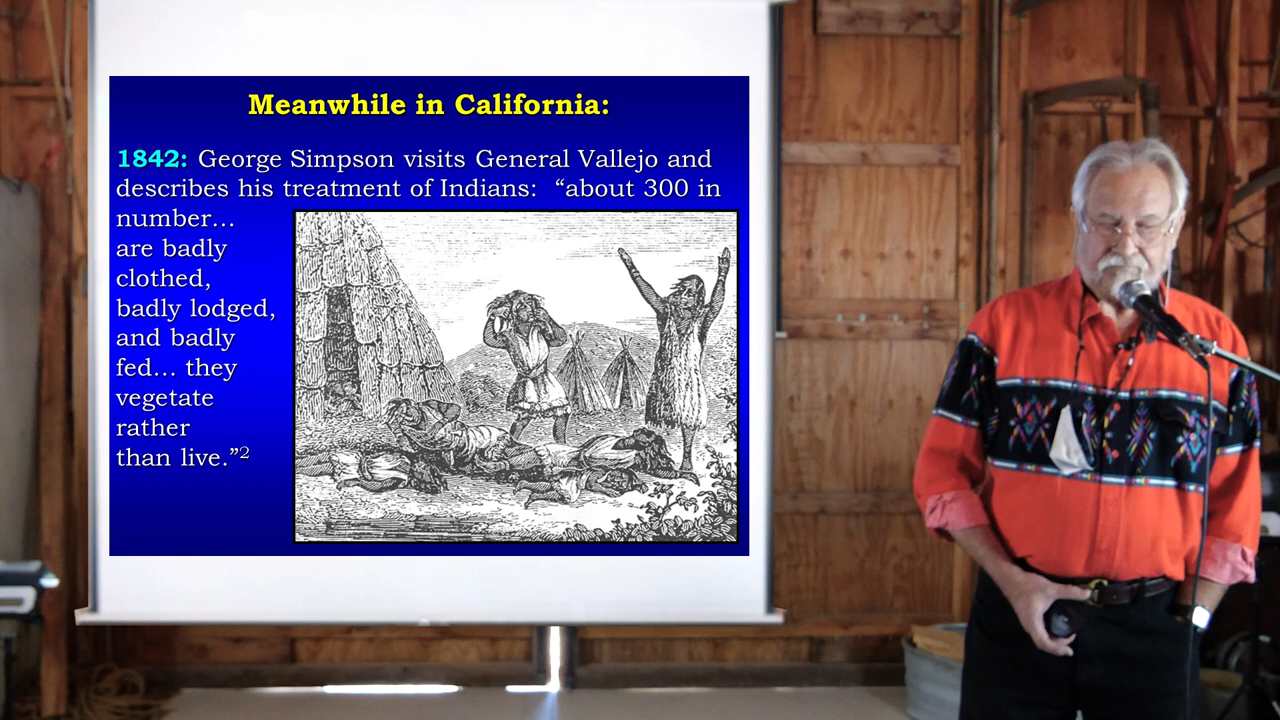 Meanwhile in California:
1842: George Simpson visits General Vallejo and
describes his treatment of Indians:  “about 300 in
number…
are badly
clothed,
badly lodged,
and badly
fed… they
vegetate
rather
than live.”2